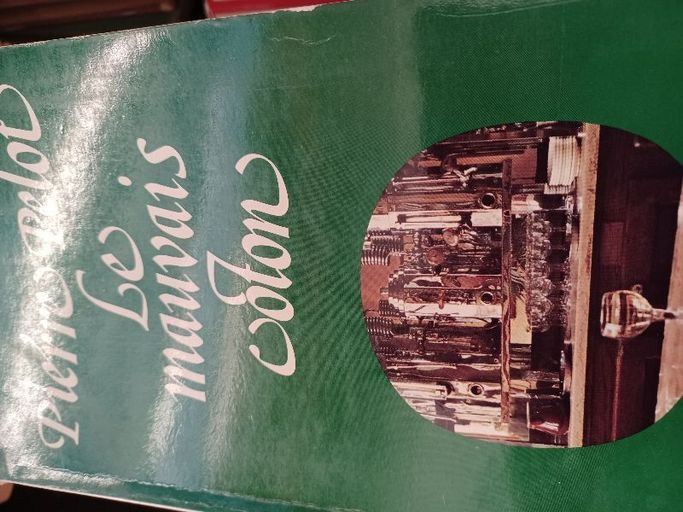 Pierre Pelot
Le
mauvais
coton